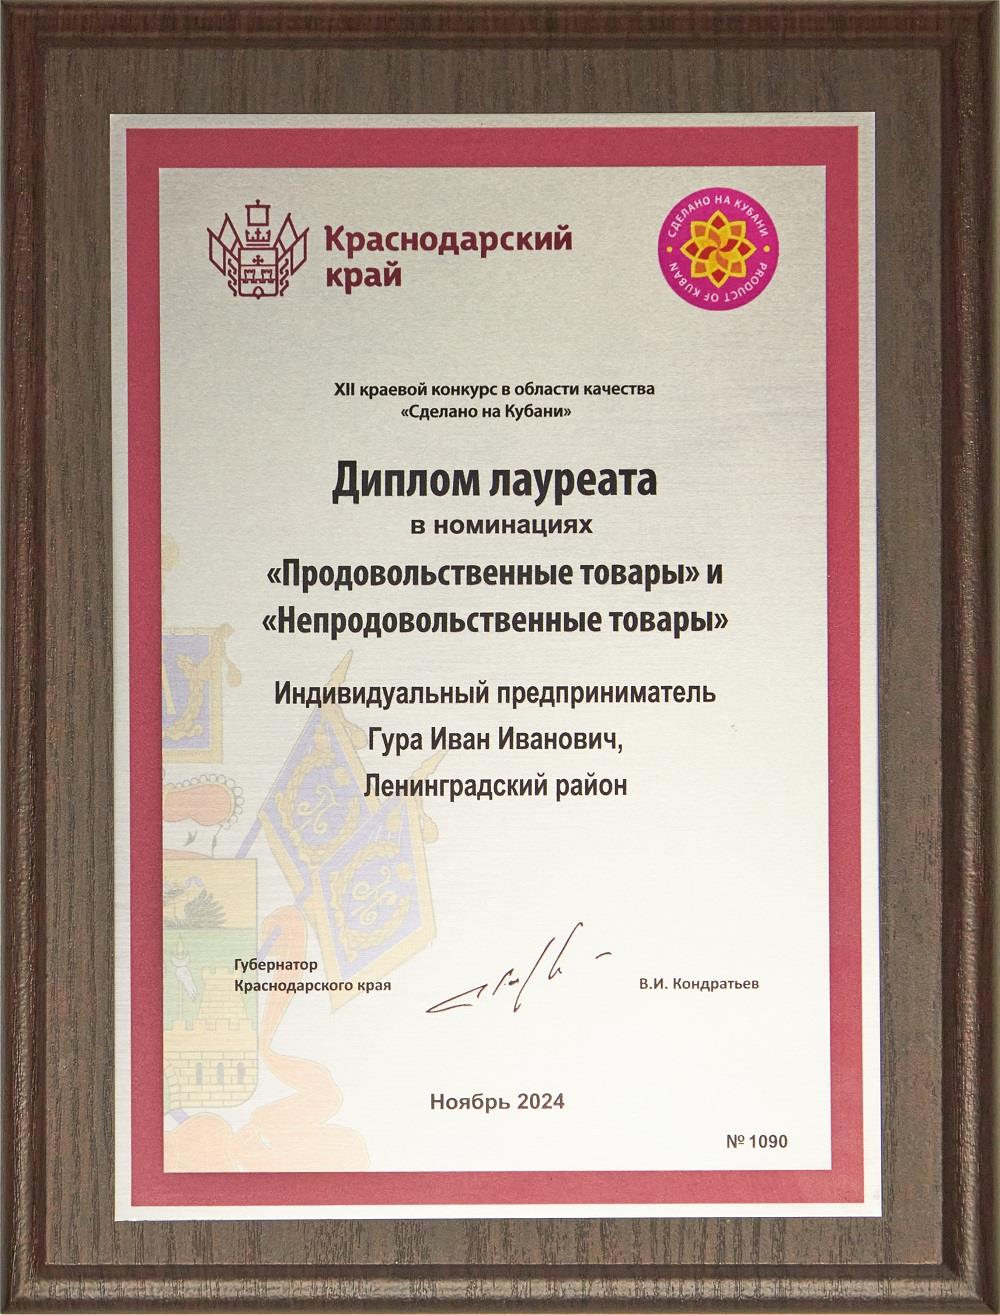 Краснодарский
край
СДЕЛАНО НА КУБАНИ
PRODUCT OF KUBAN
XII краевой конкурс в области качества
«Сделано на Кубани»
Диплом лауреата
в номинациях
«Продовольственные товары» и
«Непродовольственные товары»
Индивидуальный предприниматель
Гура Иван Иванович,
Ленинградский район
Губернатор
Краснодарского края
В.И. Кондратьев
Ноябрь 2024
№ 1090